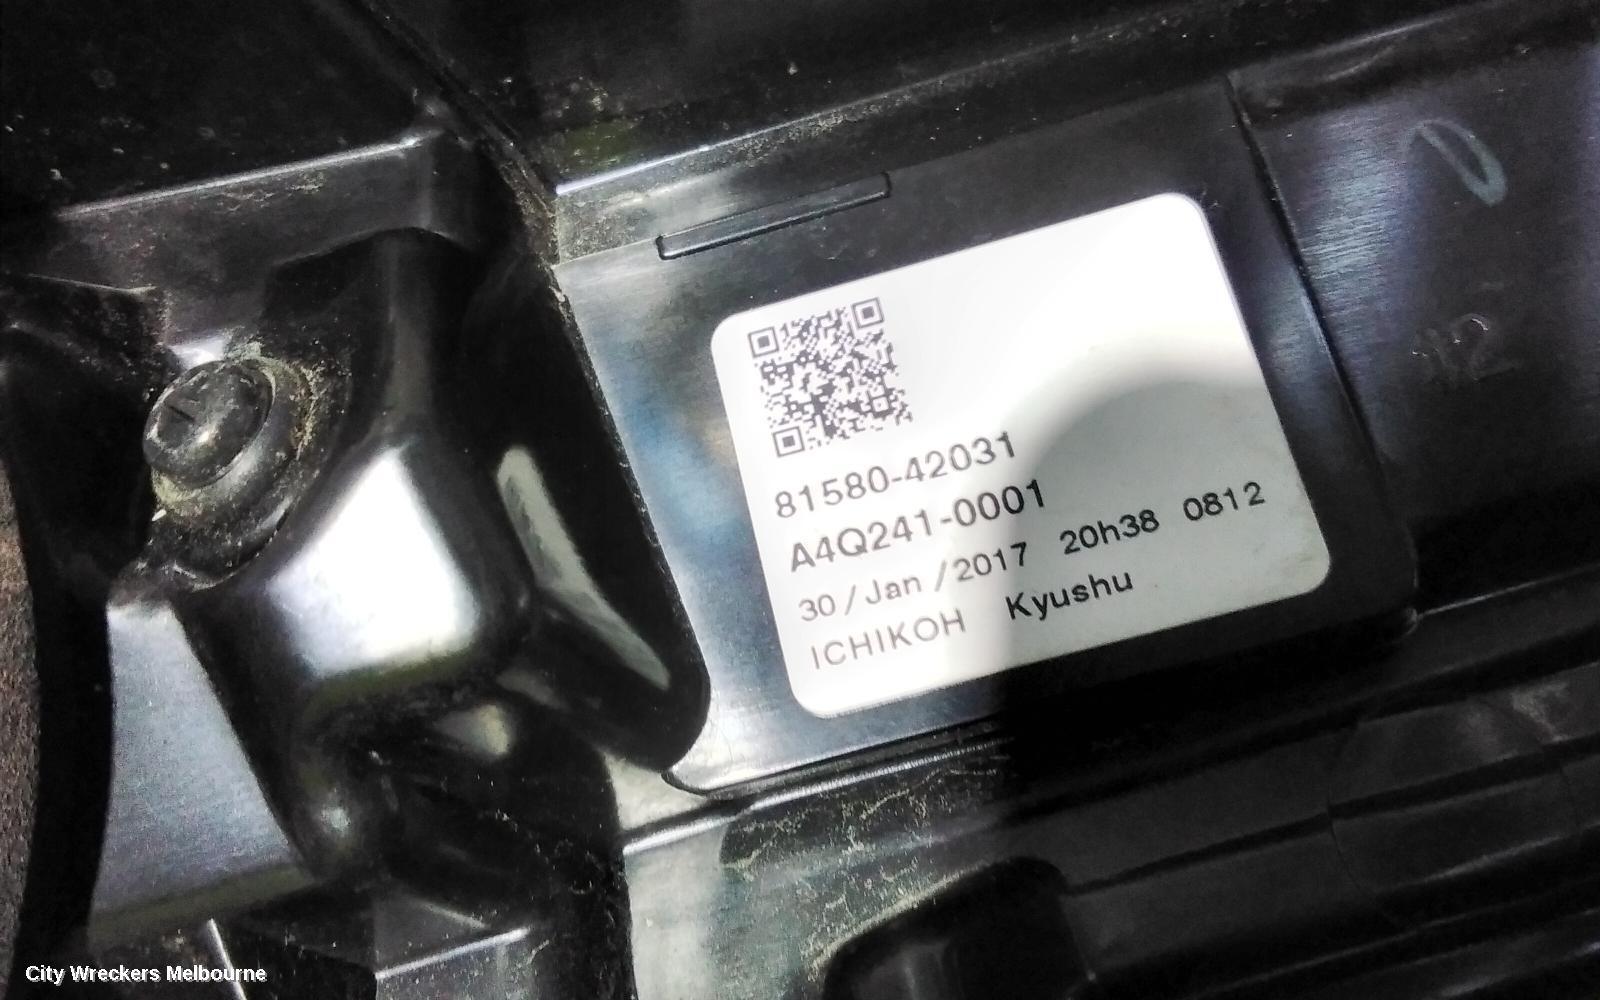 81580-42031
A4Q241-0001
30/Jan/2017 20h38 0812
ICHIKOH Kyushu
City Wreckers Melbourne